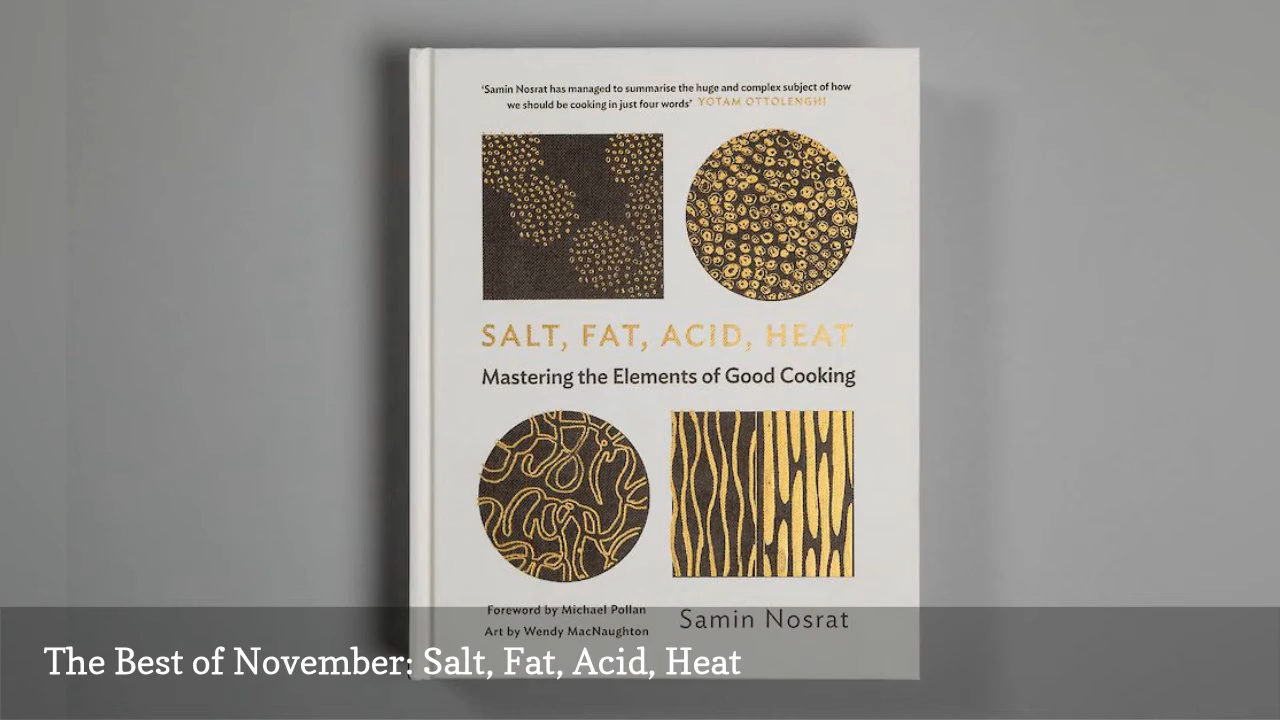 ‘Samin Nosrat has managed to summarise the huge and complex subject of how
we should be cooking in just four words’ YOTAM OTTOLENGHI
SALT, FAT, ACID, HEAT
Mastering the Elements of Good Cooking
Foreword by Michael Pollan
Art by Wendy MacNaughton
Samin Nosrat
The Best of November: Salt, Fat, Acid, Heat